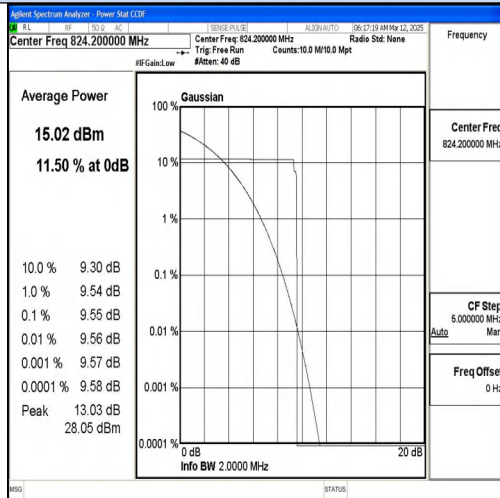 Agilent Spectrum Analyzer - Power Stat CCDF
RL RF 50 Ω AC SENSE:PULSE ALIGN AUTO 06:17:19 AM Mar 12, 2025
Center Freq 824.200000 MHz
Center Freq: 824.200000 MHz Radio Std: None
Trig: Free Run Counts:10.0 M/10.0 Mpt
#IFGain:Low #Atten: 40 dB
Frequency
Average Power
15.02 dBm
11.50 % at 0dB
10.0 % 9.30 dB
1.0 % 9.54 dB
0.1 % 9.55 dB
0.01 % 9.56 dB
0.001 % 9.57 dB
0.0001 % 9.58 dB
Peak 13.03 dB
28.05 dBm
Gaussian
100 %
10 %
1 %
0.1 %
0.01 %
0.001 %
0.0001 %
0 dB 20 dB
Info BW 2.0000 MHz
Center Freq
824.200000 MHz
CF Step
5.000000 MHz
Auto Man
Freq Offset
0 Hz
MSG STATUS